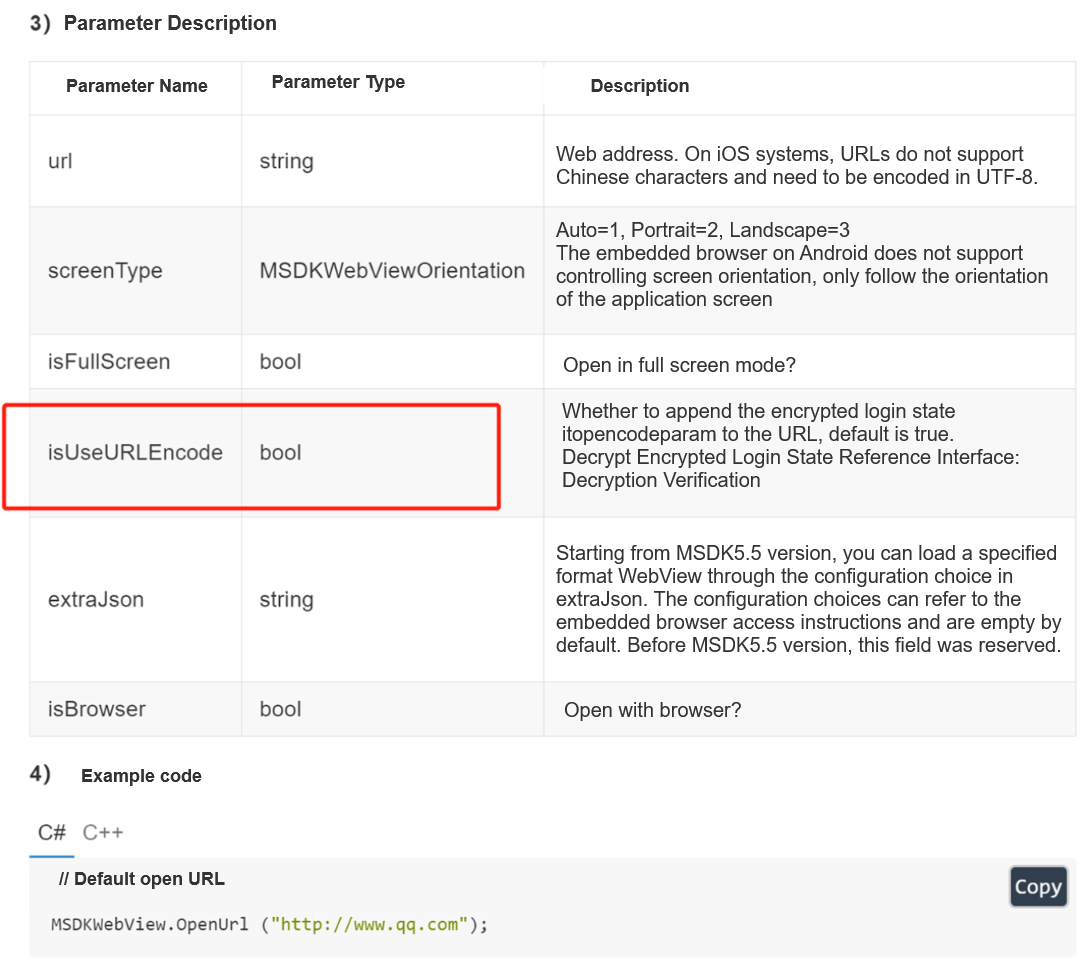 3) Parameter Description
Parameter Name Parameter Type Description
url string Web address. On iOS systems, URLs do not support
Chinese characters and need to be encoded in UTF-8.
screenType MSDKWebViewOrientation Auto=1, Portrait=2, Landscape=3
The embedded browser on Android does not support
controlling screen orientation, only follow the orientation
of the application screen
isFullScreen bool Open in full screen mode?
isUseURLEncode bool Whether to append the encrypted login state
itopencodeparam to the URL, default is true.
Decrypt Encrypted Login State Reference Interface:
Decryption Verification
extraJson string Starting from MSDK5.5 version, you can load a specified
format WebView through the configuration choice in
extraJson. The configuration choices can refer to the
embedded browser access instructions and are empty by
default. Before MSDK5.5 version, this field was reserved.
isBrowser bool Open with browser?
4) Example code
C# C++
// Default open URL
Copy
MSDKWebView.OpenUrl ("http://www.qq.com");